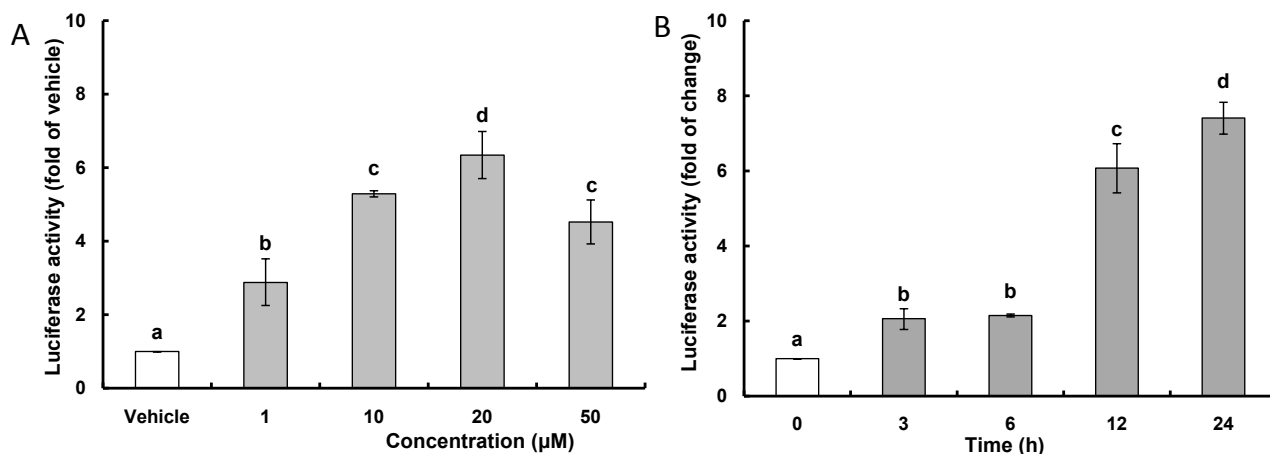 A
Luciferase activity (fold of vehicle)
10
8
6
4
2
0
a
b
c
d
c
Vehicle 1 10 20 50
Concentration (µM)
B
Luciferase activity (fold of change)
10
8
6
4
2
0
a
b
b
c
d
0 3 6 12 24
Time (h)